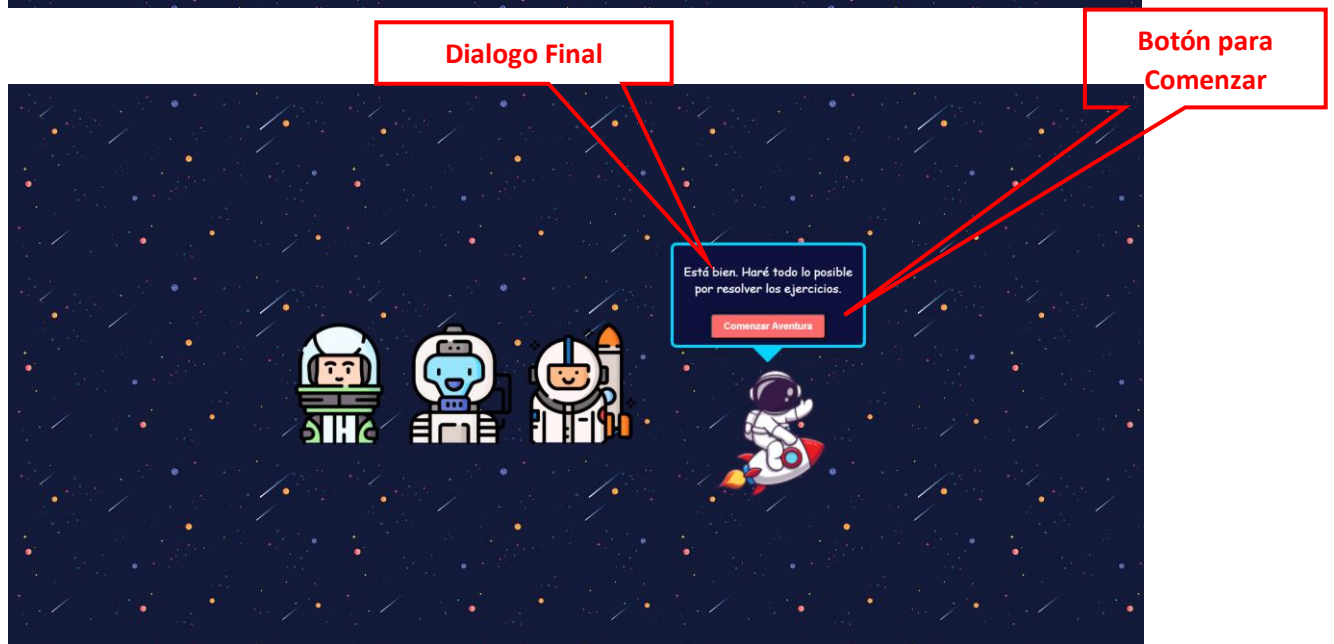 Dialogo Final
Botón para
Comenzar
Está bien. Haré todo lo posible
por resolver los ejercicios.
Comenzar Aventura